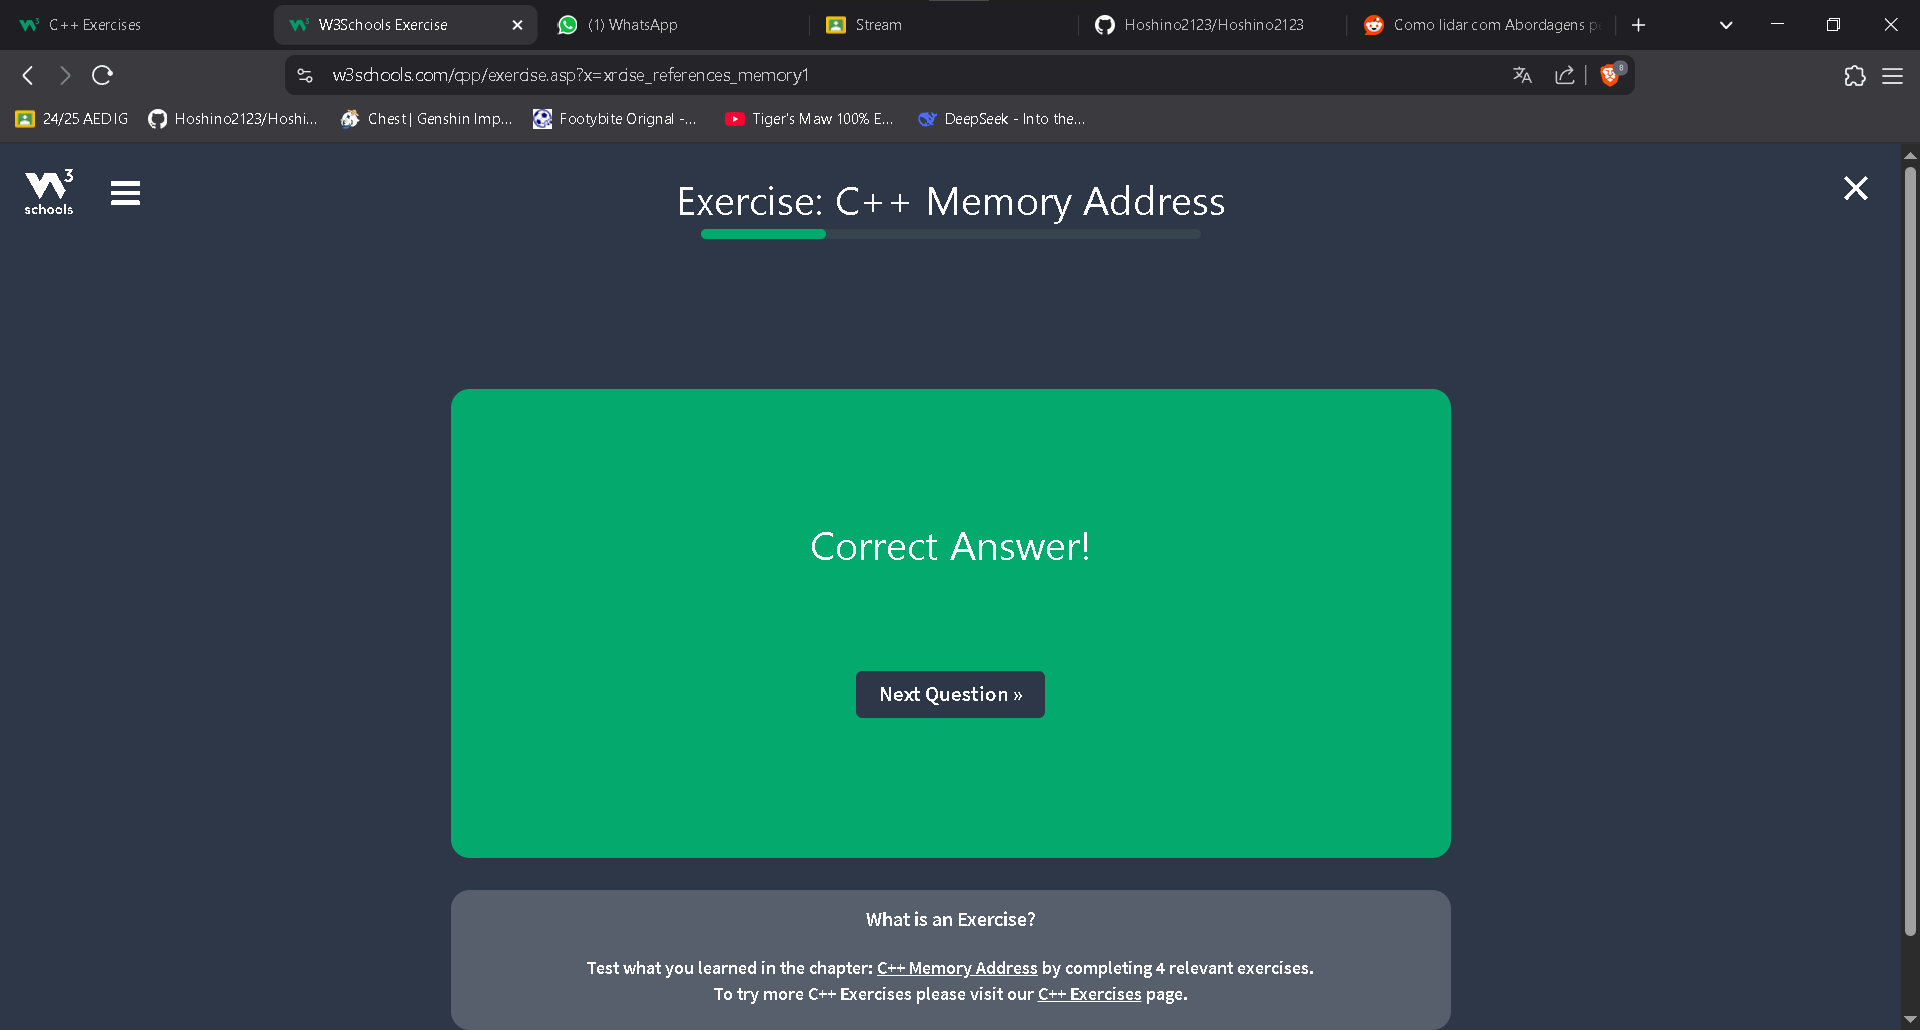 C++ Exercises
W3Schools Exercise
(1) WhatsApp
Stream
Hoshino2123/Hoshino2123
Como lidar com Abordagens
w3schools.com/cpp/exercise.asp?x=xrcise_references_memory1
24/25 AEDIG
Hoshino2123/Hoshi...
Chest | Genshin Imp...
Footybite Orignal -...
Tiger's Maw 100% E...
DeepSeek - Into the...
3
schools
Exercise: C++ Memory Address
Correct Answer!
Next Question »
What is an Exercise?
Test what you learned in the chapter: C++ Memory Address by completing 4 relevant exercises.
To try more C++ Exercises please visit our C++ Exercises page.